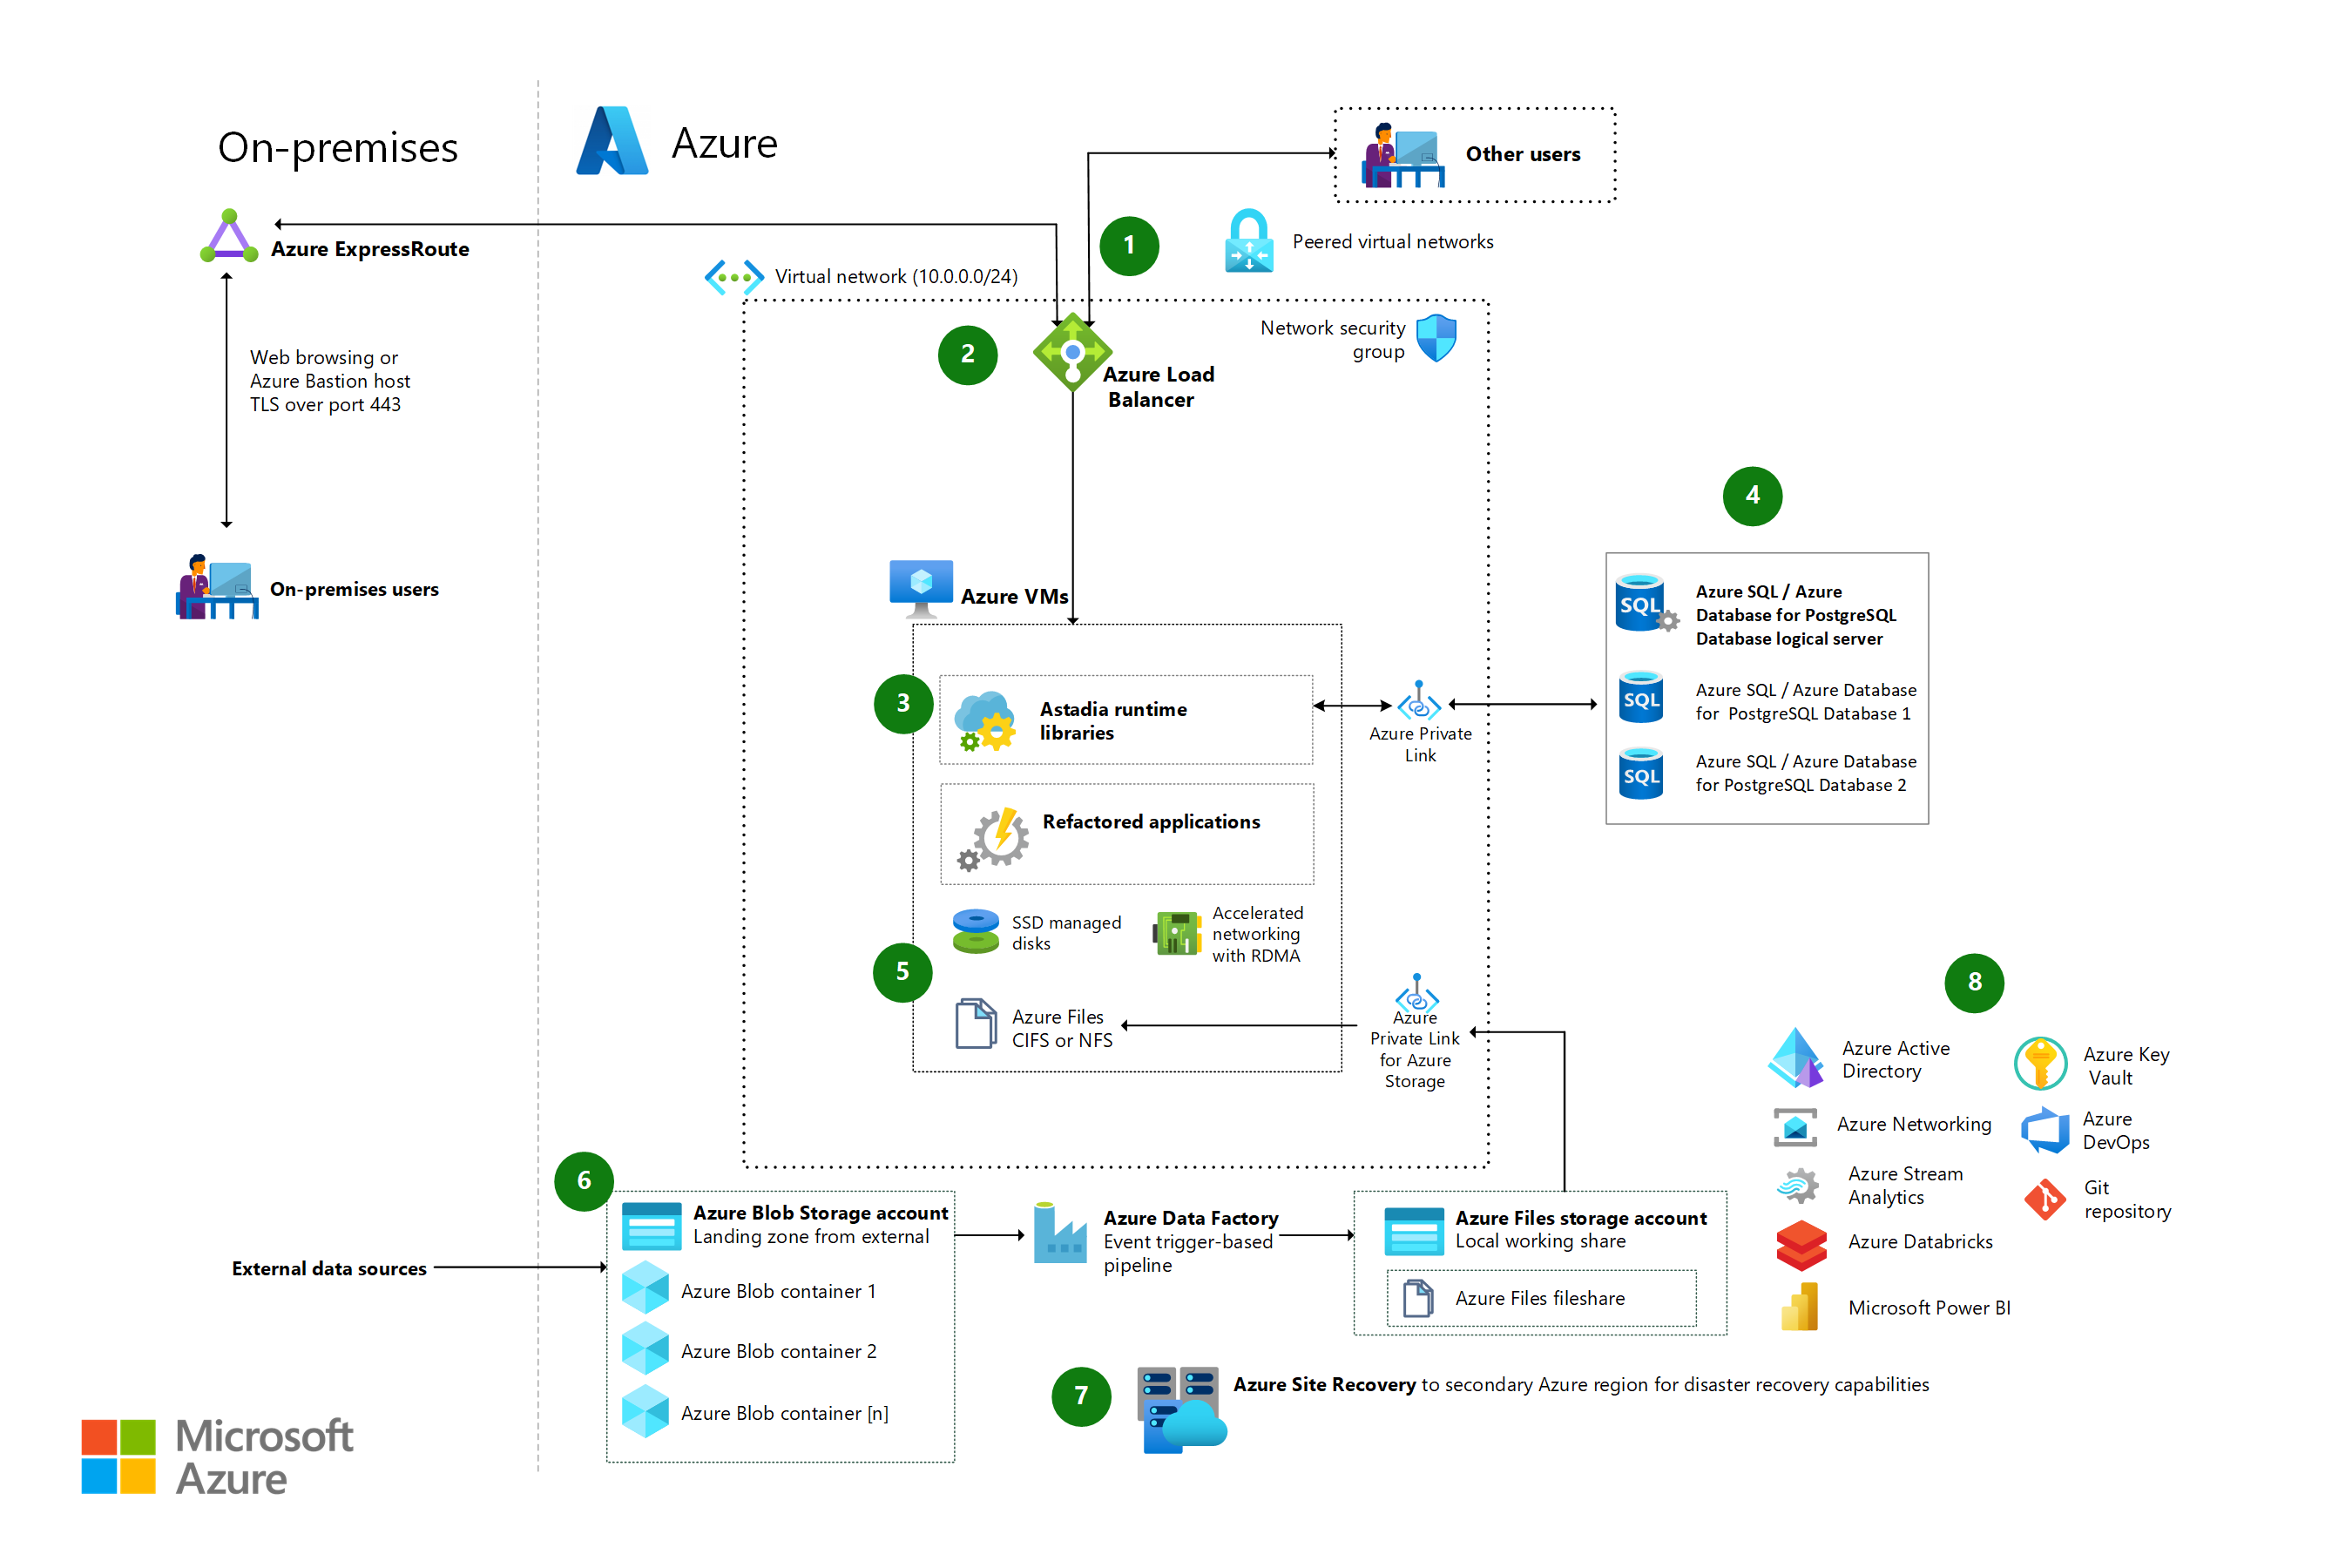 On-premises
Azure
Other users
Azure ExpressRoute
1
Peered virtual networks
Virtual network (10.0.0.0/24)
Network security
group
2
Azure Load
Balancer
Web browsing or
Azure Bastion host
TLS over port 443
On-premises users
4
Azure VMs
Azure SQL / Azure
Database for PostgreSQL
Database logical server
SQL
3
Astadia runtime
libraries
Azure Private
Link
SQL
Azure SQL / Azure Database
for PostgreSQL Database 1
SQL
Azure SQL / Azure Database
for PostgreSQL Database 2
Refactored applications
SSD managed
disks
Accelerated
networking
with RDMA
5
Azure Files
CIFS or NFS
Azure
Private Link
for Azure
Storage
8
Azure Active
Directory
Azure Key
Vault
Azure Networking
Azure
DevOps
Azure Stream
Analytics
Git
repository
Azure Databricks
Microsoft Power BI
6
Azure Blob Storage account
Landing zone from external
Azure Data Factory
Event trigger-based
pipeline
Azure Files storage account
Local working share
Azure Files fileshare
External data sources
Azure Blob container 1
Azure Blob container 2
Azure Blob container [n]
7
Azure Site Recovery to secondary Azure region for disaster recovery capabilities
Microsoft
Azure